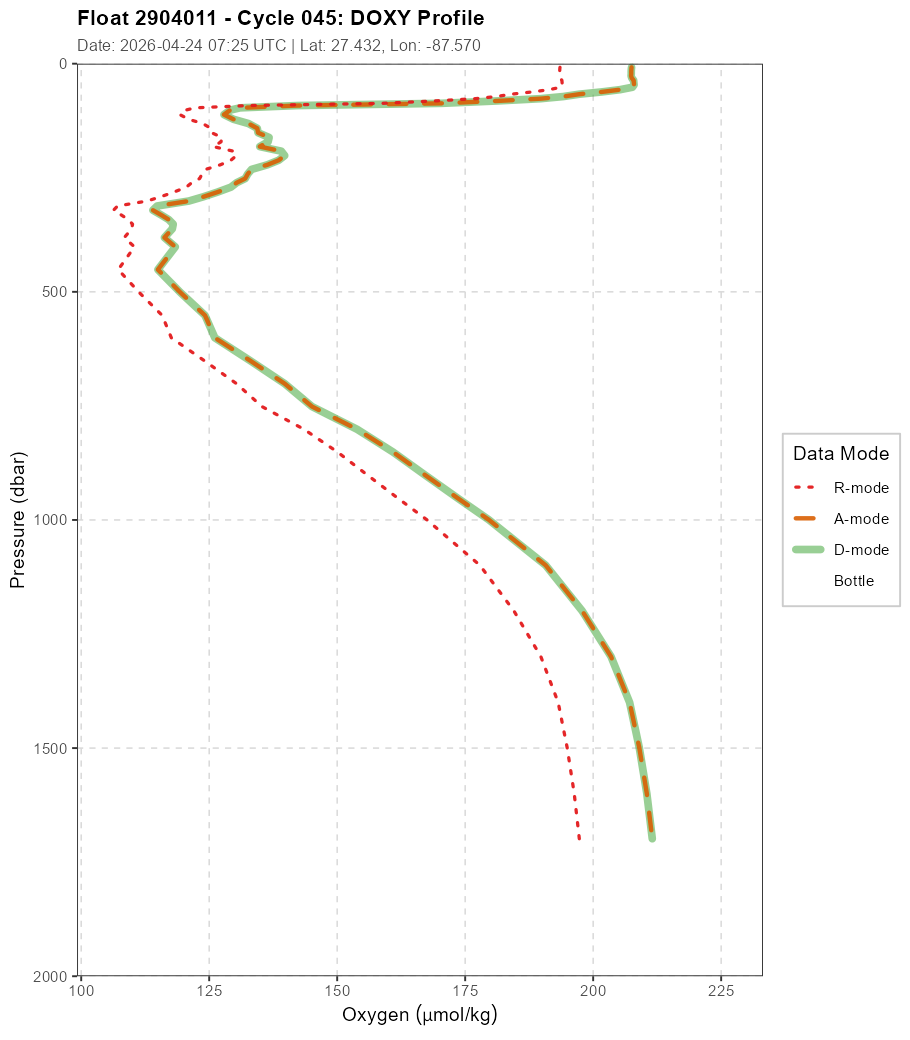 Float 2904011 - Cycle 045: DOXY Profile
Date: 2026-04-24 07:25 UTC | Lat: 27.432, Lon: -87.570
0
500
1000
1500
2000
Pressure (dbar)
100 125 150 175 200 225
Oxygen (µmol/kg)
Data Mode
R-mode
A-mode
D-mode
Bottle